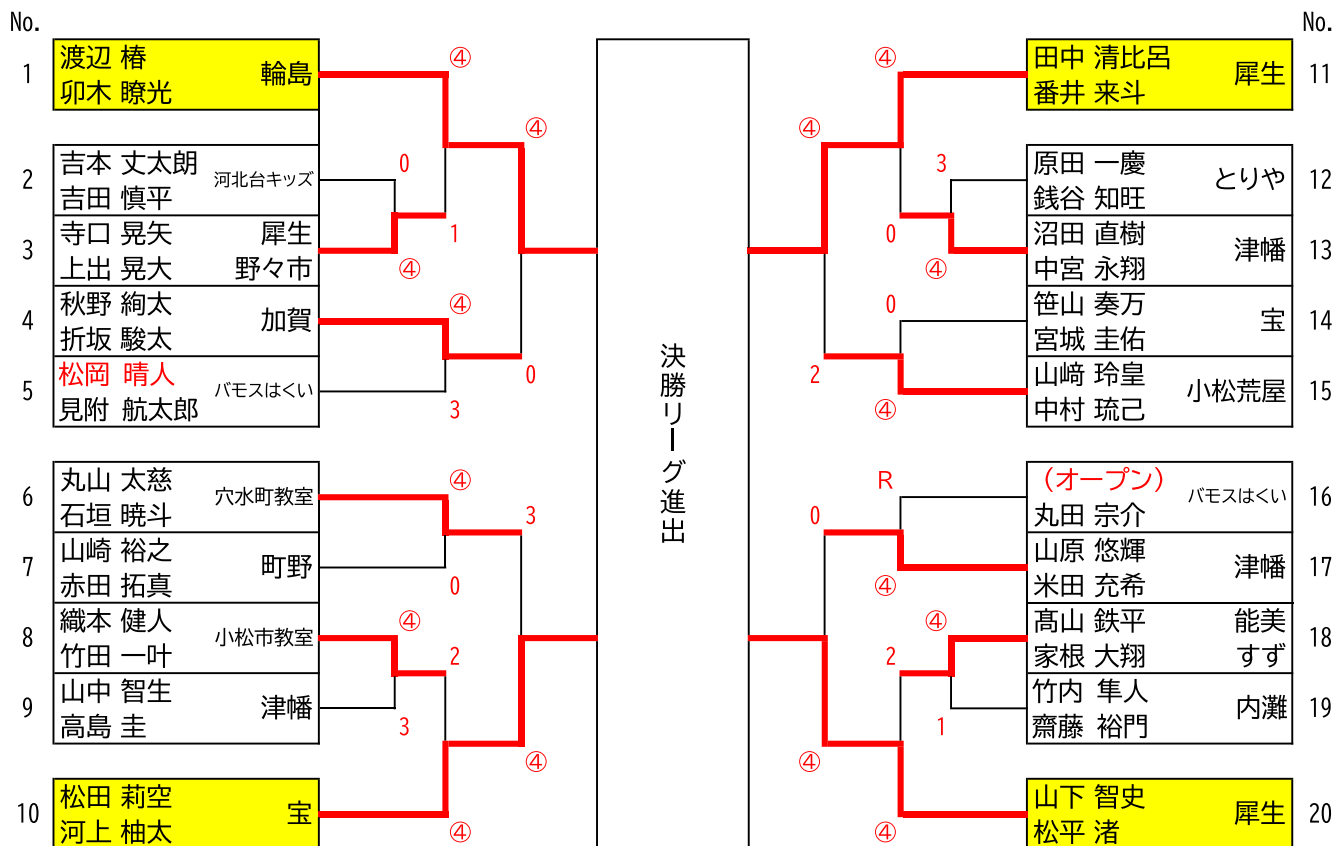 No.
1
渡辺 椿
卯木 瞭光
輪島
2
吉本 丈太朗
吉田 慎平
河北台キッズ
3
寺口 晃矢
上出 晃大
犀生
野々市
4
秋野 絢太
折坂 駿太
加賀
5
松岡 晴人
見附 航太郎
バモスはくい
6
丸山 太慈
石垣 暁斗
穴水町教室
7
山崎 裕之
赤田 拓真
町野
8
織本 健人
竹田 一叶
小松市教室
9
山中 智生
高島 圭
津幡
10
松田 莉空
河上 柚太
宝
④
④
0
1
④
④
0
3
④
3
0
④
2
3
④
④
決勝リーグ進出
④
④
3
0
④
0
2
④
R
0
④
④
2
1
④
④
No.
田中 清比呂
番井 来斗
犀生
11
原田 一慶
銭谷 知旺
とりや
12
沼田 直樹
中宮 永翔
津幡
13
笹山 奏万
宮城 圭佑
宝
14
山﨑 玲皇
中村 琉己
小松荒屋
15
(オープン)
丸田 宗介
バモスはくい
16
山原 悠輝
米田 充希
津幡
17
髙山 鉄平
家根 大翔
能美
すず
18
竹内 隼人
齋藤 裕門
内灘
19
山下 智史
松平 渚
犀生
20